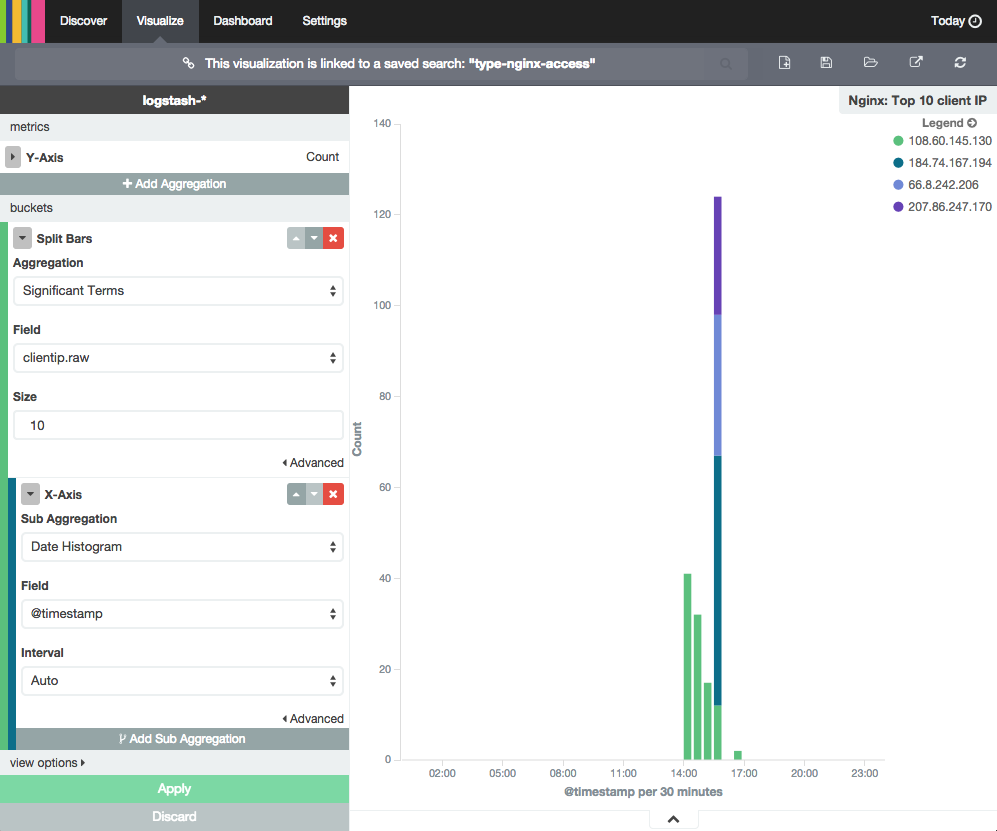 Discover Visualize Dashboard Settings Today
This visualization is linked to a saved search: "type-nginx-access"
logstash-*
metrics
Y-Axis Count
Add Aggregation
buckets
Split Bars
Aggregation
Significant Terms
Field
clientip.raw
Size
10
Advanced
X-Axis
Sub Aggregation
Date Histogram
Field
@timestamp
Interval
Auto
Advanced
Add Sub Aggregation
view options
Apply
Discard
Nginx: Top 10 client IP
Legend
108.60.145.130
184.74.167.194
66.8.242.206
207.86.247.170
140
120
100
80
60
40
20
0
Count
02:00 05:00 08:00 11:00 14:00 17:00 20:00 23:00
@timestamp per 30 minutes